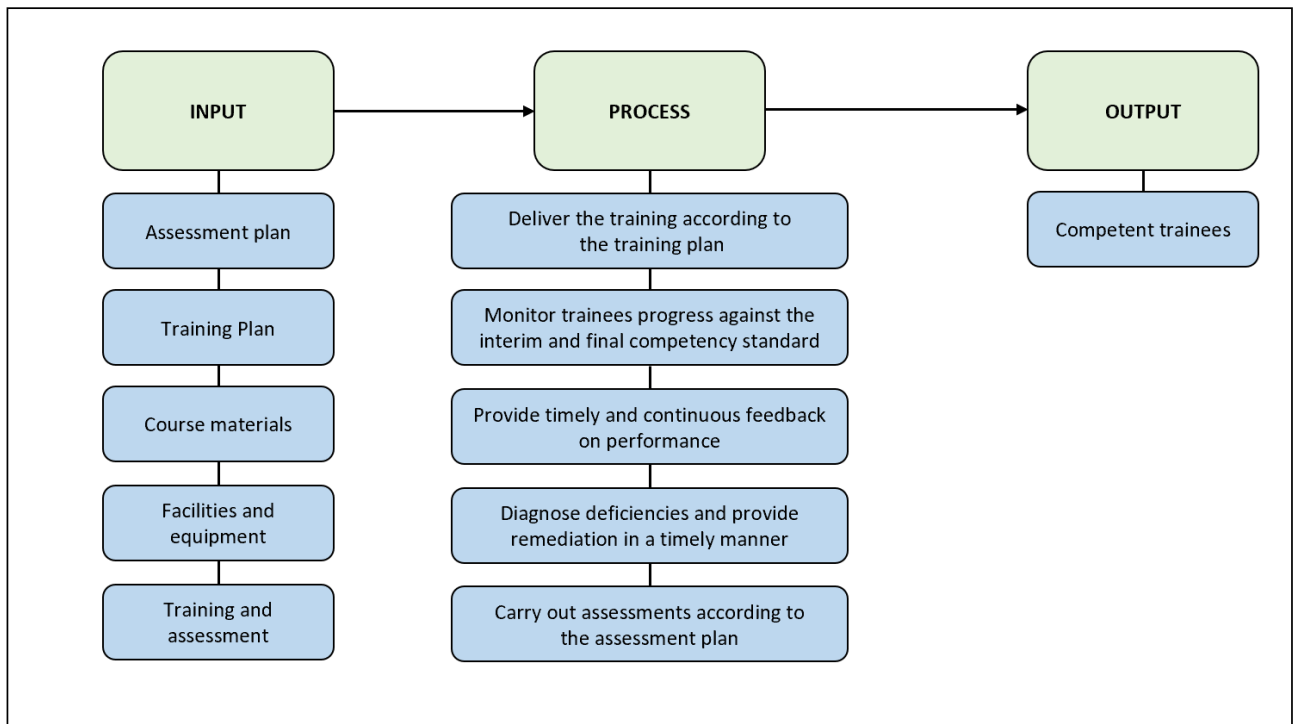 INPUT
PROCESS
OUTPUT
Assessment plan
Training Plan
Course materials
Facilities and
equipment
Training and
assessment
Deliver the training according to
the training plan
Monitor trainees progress against the
interim and final competency standard
Provide timely and continuous feedback
on performance
Diagnose deficiencies and provide
remediation in a timely manner
Carry out assessments according to
the assessment plan
Competent trainees